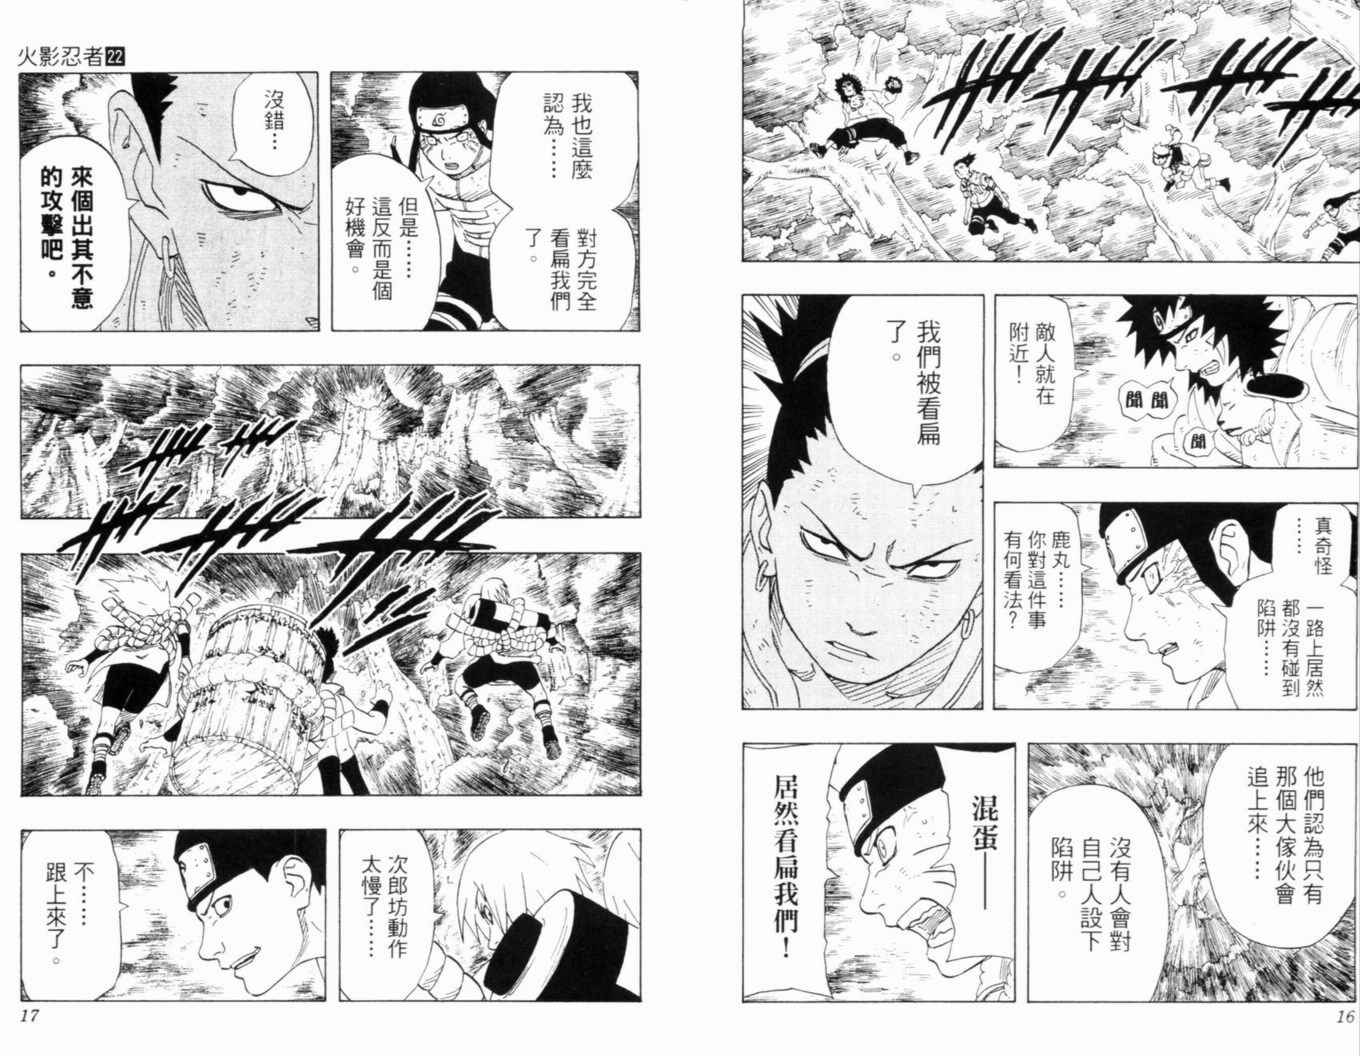 敵人就在
附近！
聞
聞
聞
真奇怪
……
一路上居然
都沒有碰到
陷阱……
鹿丸……
你對這件事
有何看法？
我們被看扁
了。
他們認為只有
那個大傢伙會
追上來……
沒有人會對
自己人設下
陷阱。
混蛋——
居然看扁我們！
16
火影忍者22
我也這麼
認為……
對方完全
看扁我們
了。
但是……
這反而是個
好機會。
沒錯…
來個出其不意
的攻擊吧。
次郎坊動作
太慢了……
不……
跟上來了。
17